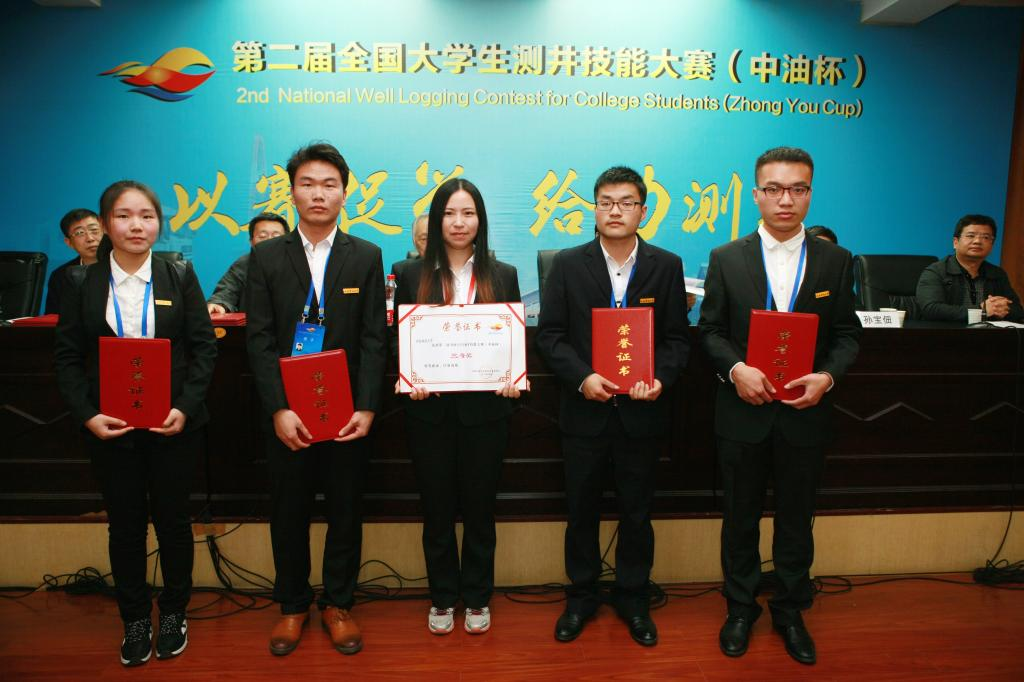 第二届全国大学生测井技能大赛（中油杯）
2nd National Well Logging Contest for College Students (Zhong You Cup)
以赛促学
给力测
荣誉证书
三等奖
荣誉证书
荣誉证书
荣誉证书
荣誉证书
孙宝佃